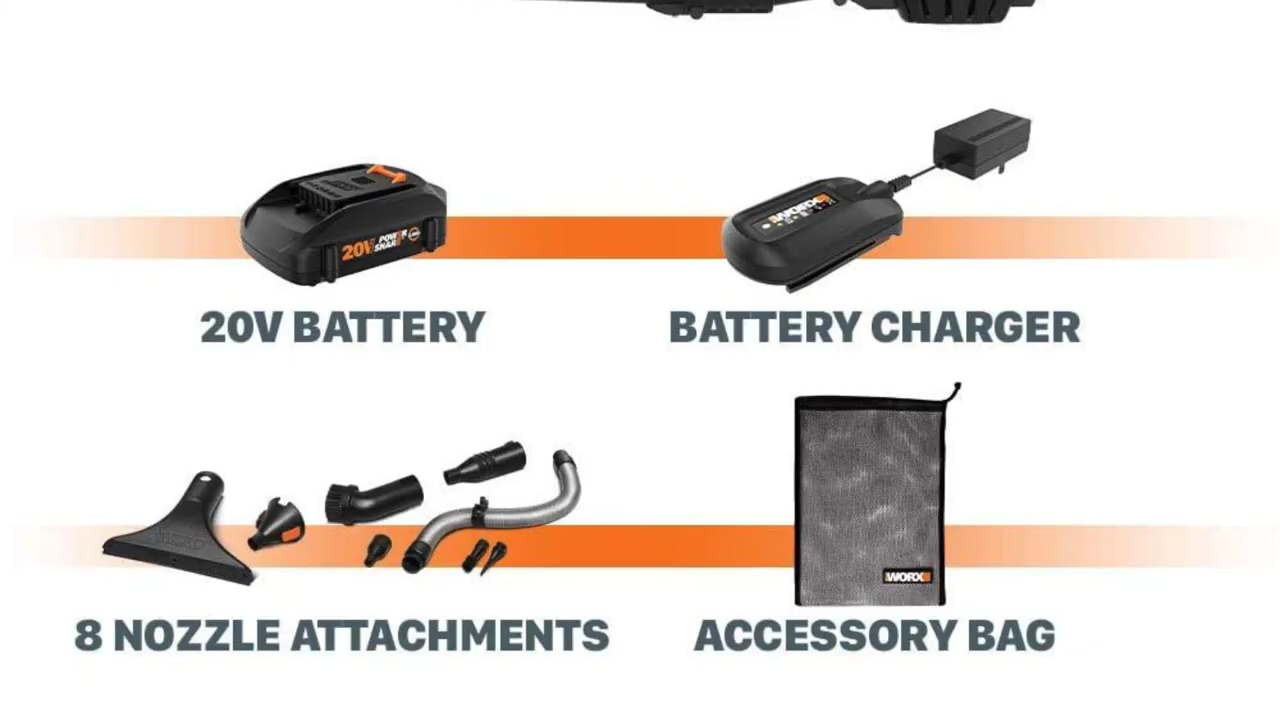 20V POWER
SHARE
WORX
20V BATTERY
BATTERY CHARGER
WORX
8 NOZZLE ATTACHMENTS
ACCESSORY BAG